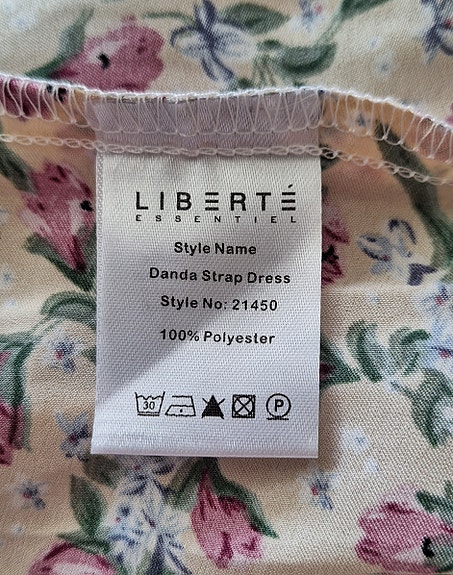 LIBERTÉ
ESSENTIEL
Style Name
Danda Strap Dress
Style No: 21450
100% Polyester
30 P